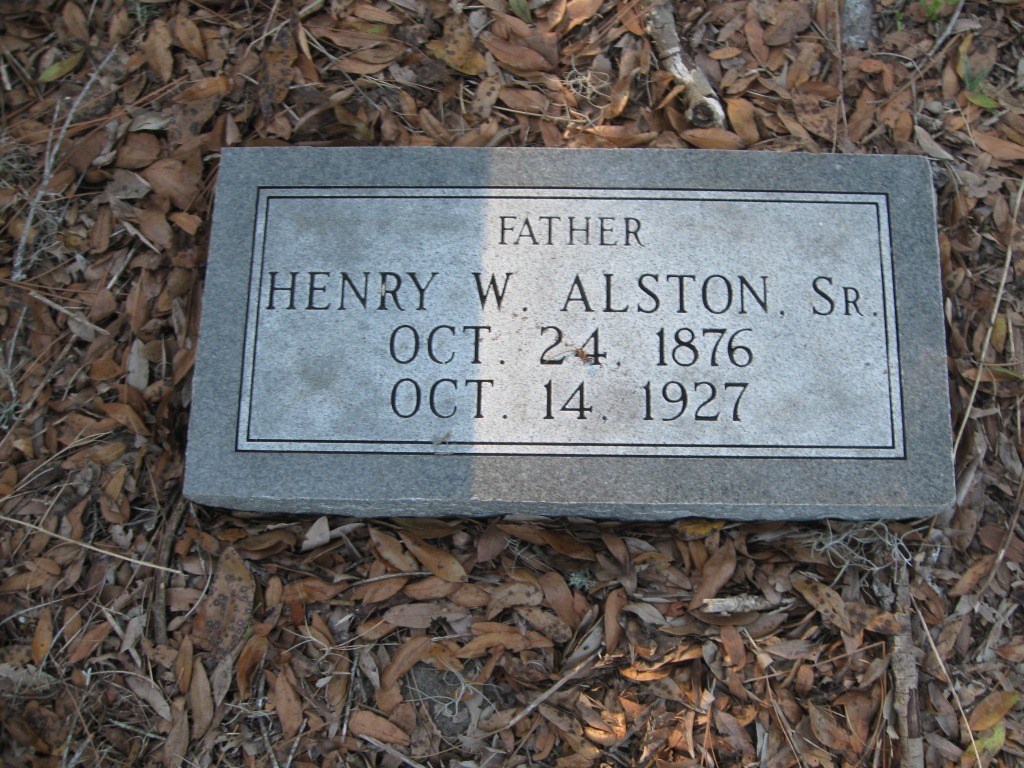 FATHER
HENRY W. ALSTON, SR.
OCT. 24, 1876
OCT. 14, 1927